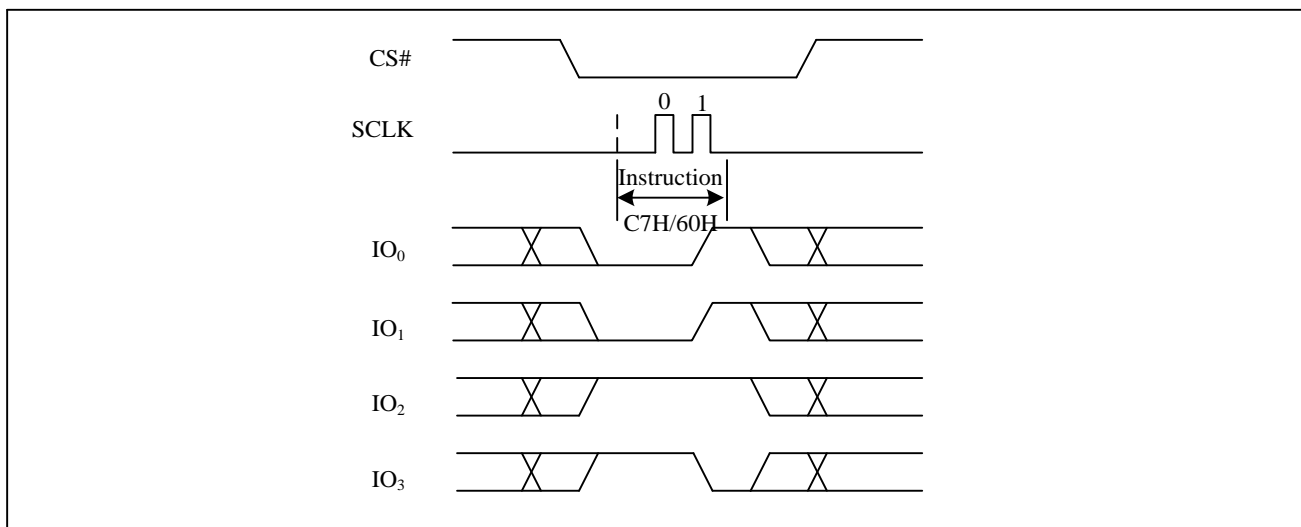 CS#
0 1
SCLK
Instruction
C7H/60H
IO0
IO1
IO2
IO3